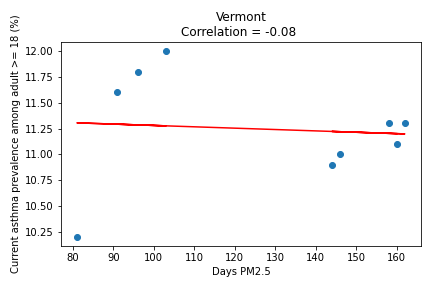 Vermont
Correlation = -0.08
Current asthma prevalence among adult >= 18 (%)
12.00
11.75
11.50
11.25
11.00
10.75
10.50
10.25
80 90 100 110 120 130 140 150 160
Days PM2.5